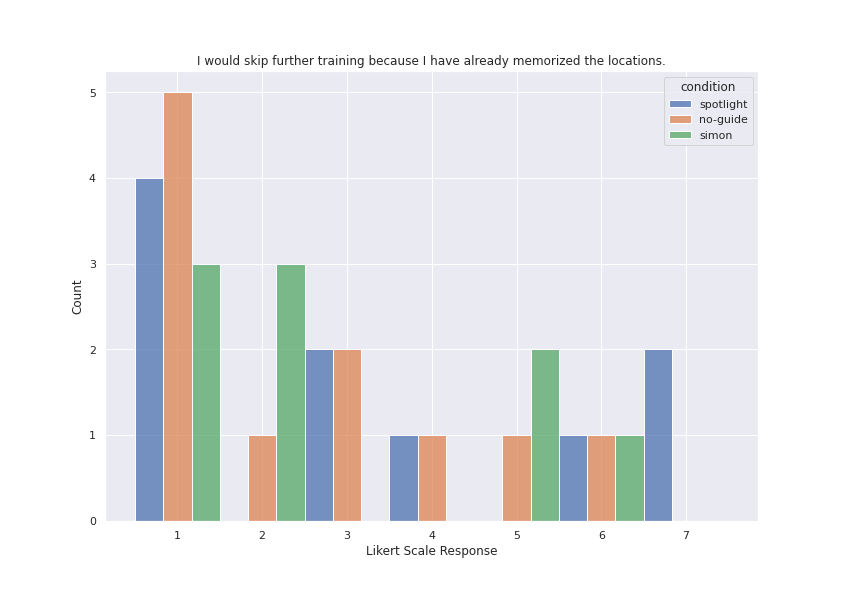 I would skip further training because I have already memorized the locations.
condition
spotlight
no-guide
simon
5
4
3
2
1
0
Count
1 2 3 4 5 6 7
Likert Scale Response